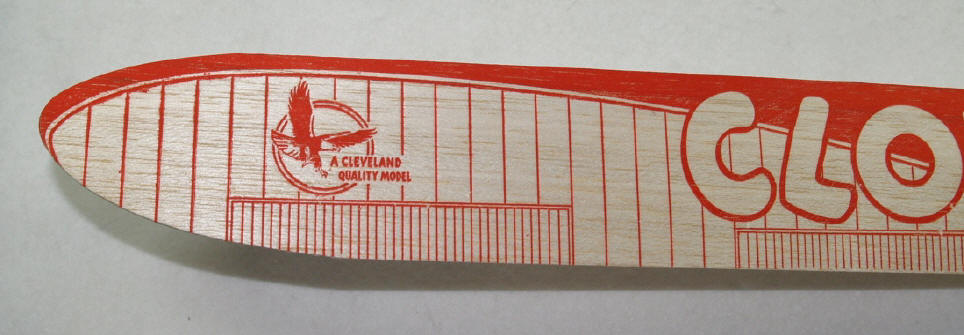 A CLEVELAND
QUALITY MODEL
CLO